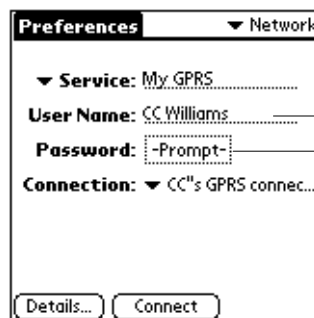 Preferences ▼ Network
▼ Service: My GPRS
User Name: CC Williams
Password: -Prompt-
Connection: ▼ CC"s GPRS connec...
Details... Connect